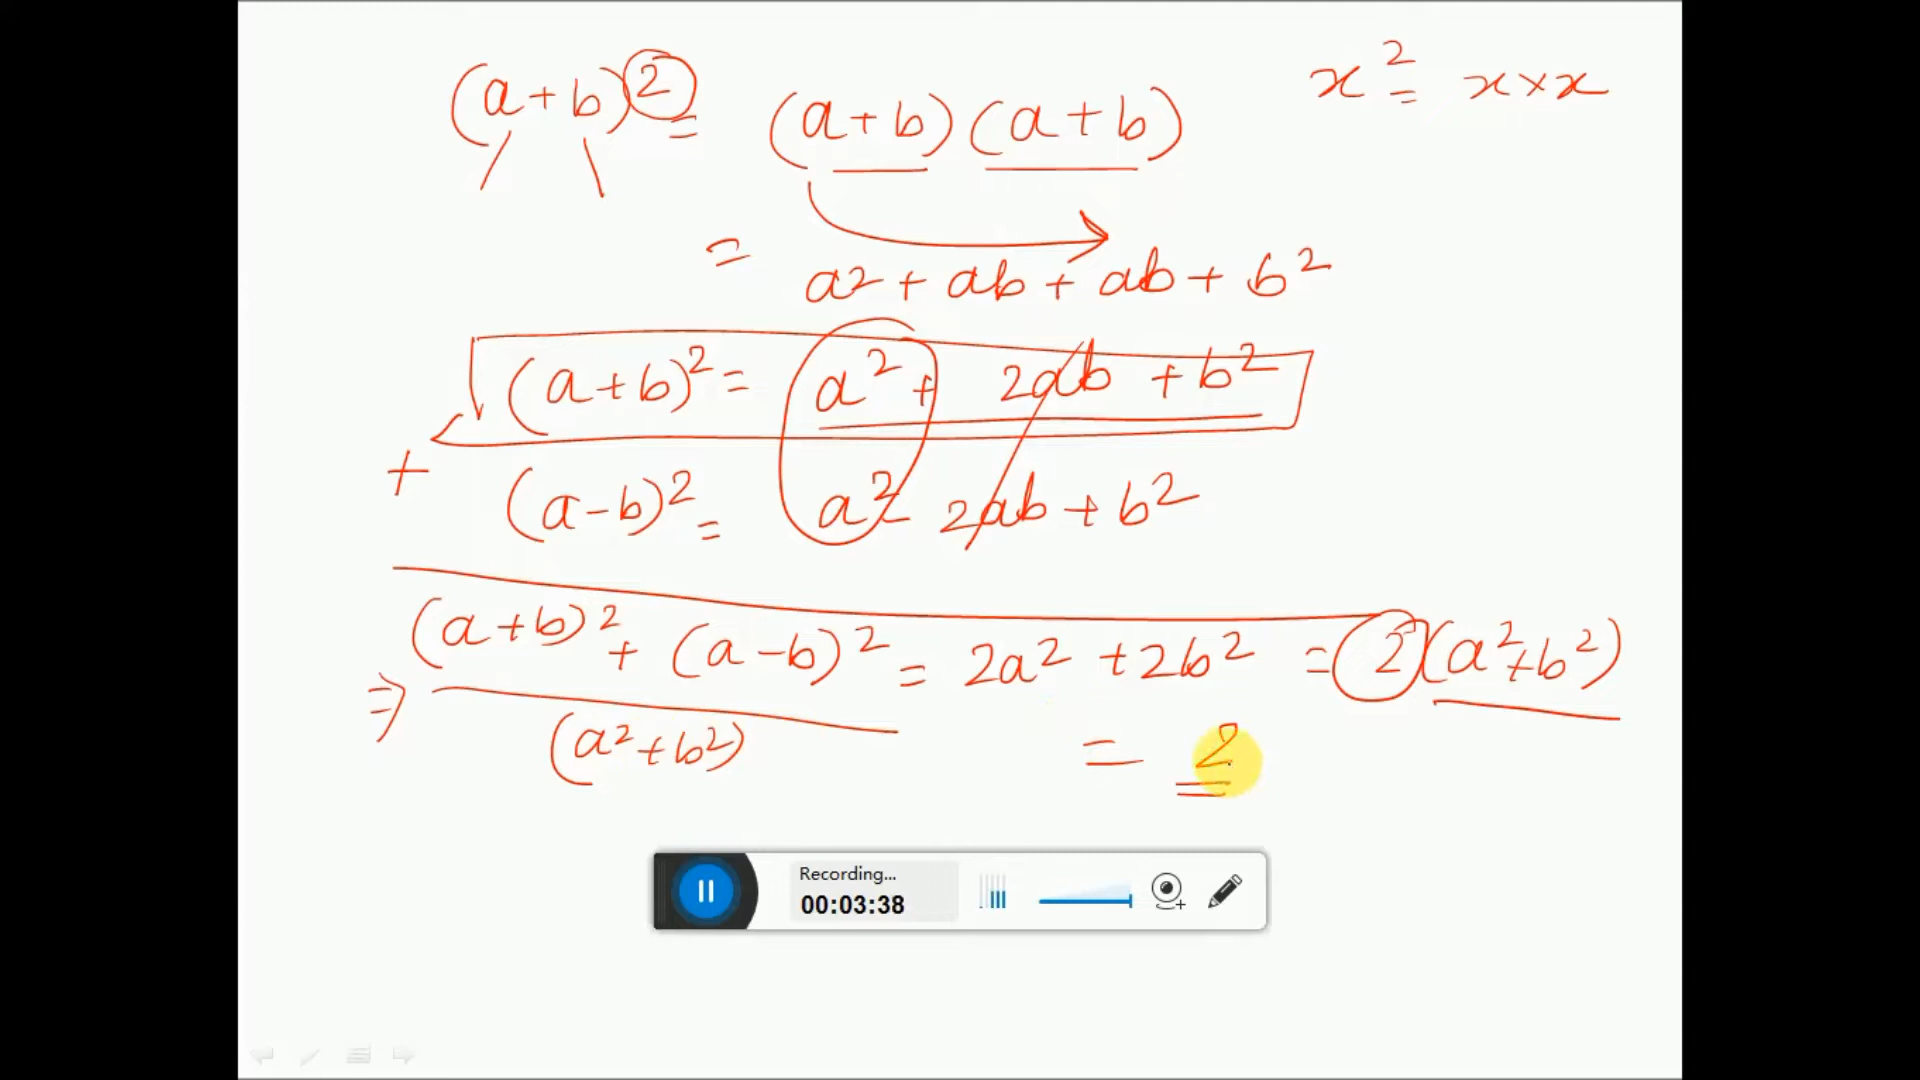 (a+b)² = (a+b)(a+b)
x² = x×x
= a² + ab + ab + b²
(a+b)² = a² + 2ab + b²
+ (a-b)² = a² - 2ab + b²
(a+b)² + (a-b)² = 2a² + 2b² = 2(a²+b²)
⇒ (a²+b²) = 2
Recording...
00:03:38